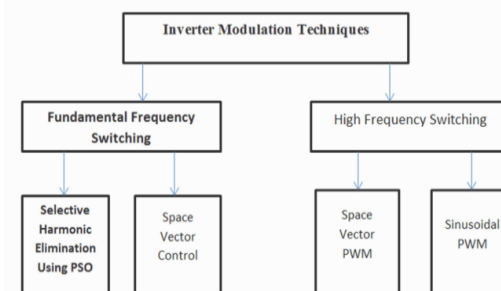 Inverter Modulation Techniques
Fundamental Frequency
Switching
High Frequency Switching
Selective
Harmonic
Elimination
Using PSO
Space
Vector
Control
Space
Vector
PWM
Sinusoidal
PWM